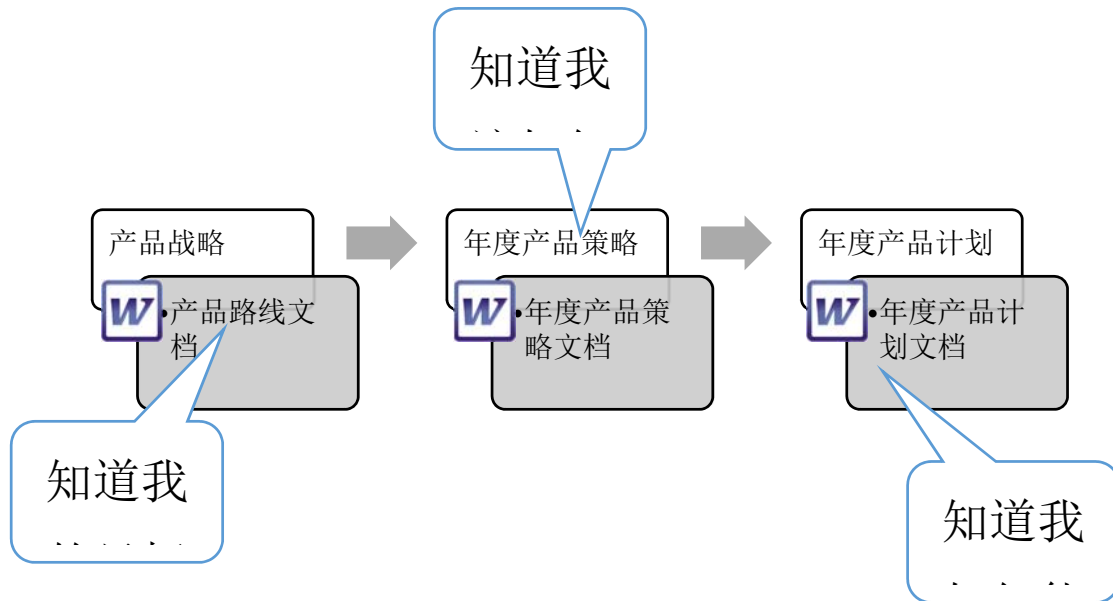 知道我
产品战略
年度产品策略
年度产品计划
W
•产品路线文
档
W
•年度产品策
略文档
W
•年度产品计
划文档
知道我
知道我